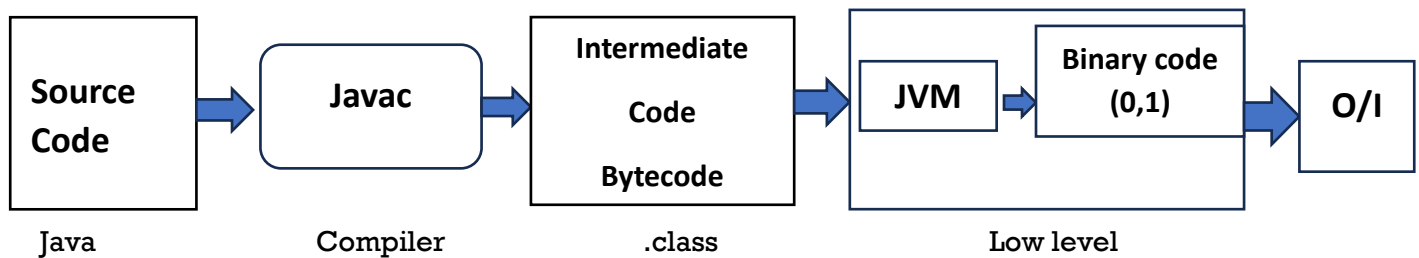 Source
Code
Javac
Intermediate
Code
Bytecode
JVM
Binary code
(0,1)
O/I
Java
Compiler
.class
Low level